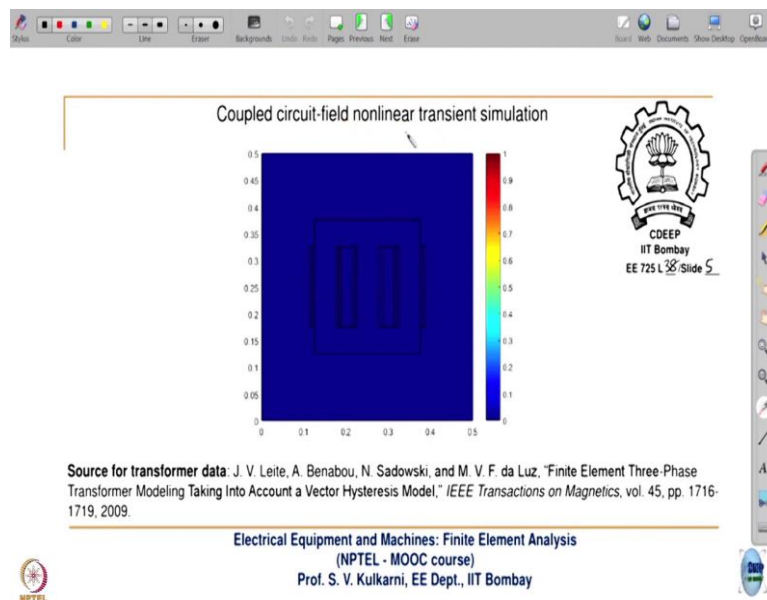 Stylus Color Line Eraser Backgrounds Undo Redo Pages Previous Next Erase Board Web Documents Show Desktop OpenBoard
Coupled circuit-field nonlinear transient simulation
0.5
0.45
0.4
0.35
0.3
0.25
0.2
0.15
0.1
0.05
0
0 0.1 0.2 0.3 0.4 0.5
1
0.9
0.8
0.7
0.6
0.5
0.4
0.3
0.2
0.1
0
CDEEP
IIT Bombay
EE 725 L 38 /Slide 5
Source for transformer data: J. V. Leite, A. Benabou, N. Sadowski, and M. V. F. da Luz, "Finite Element Three-Phase
Transformer Modeling Taking Into Account a Vector Hysteresis Model," IEEE Transactions on Magnetics, vol. 45, pp. 1716-
1719, 2009.
Electrical Equipment and Machines: Finite Element Analysis
(NPTEL - MOOC course)
Prof. S. V. Kulkarni, EE Dept., IIT Bombay
NPTEL